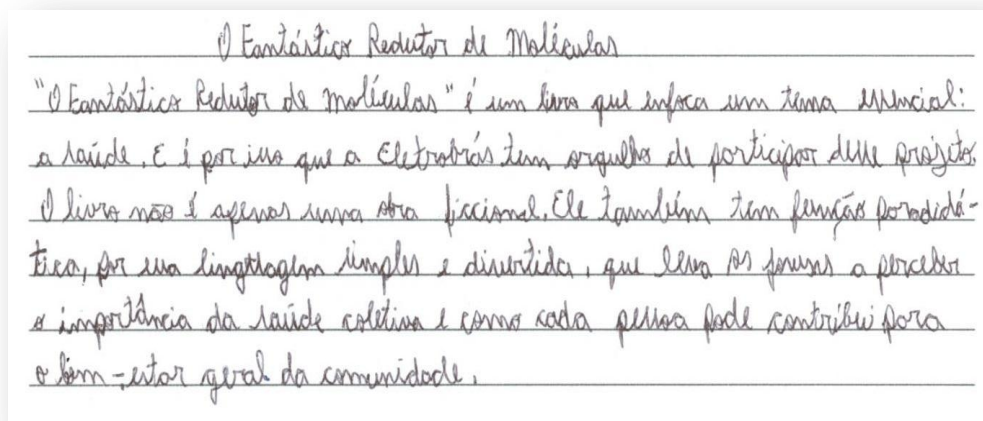 O Fantástico Redutor de Moléculas
"O Fantástico Redutor de moléculas" é um livro que enfoca um tema essencial:
a saúde. E é por isso que a Eletrobrás tem orgulho de participar desse projeto.
O livro não é apenas uma obra ficcional. Ele também tem função paradidá-
tica, por sua linguagem simples e divertida, que leva os jovens a perceber
a importância da saúde coletiva e como cada pessoa pode contribui para
o bem-estar geral da comunidade.